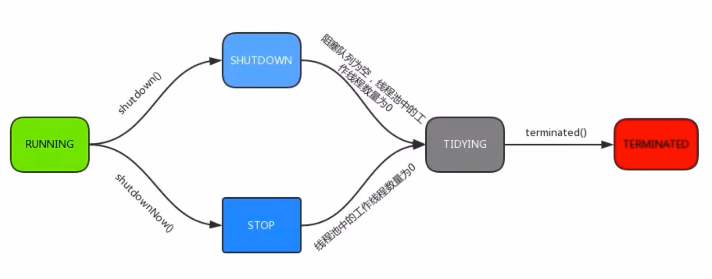 RUNNING
shutdown()
shutdownNow()
SHUTDOWN
STOP
阻塞队列为空，线程池中的工
作线程数量为0
线程池中的工作线程数量为0
TIDYING
terminated()
TERMINATED